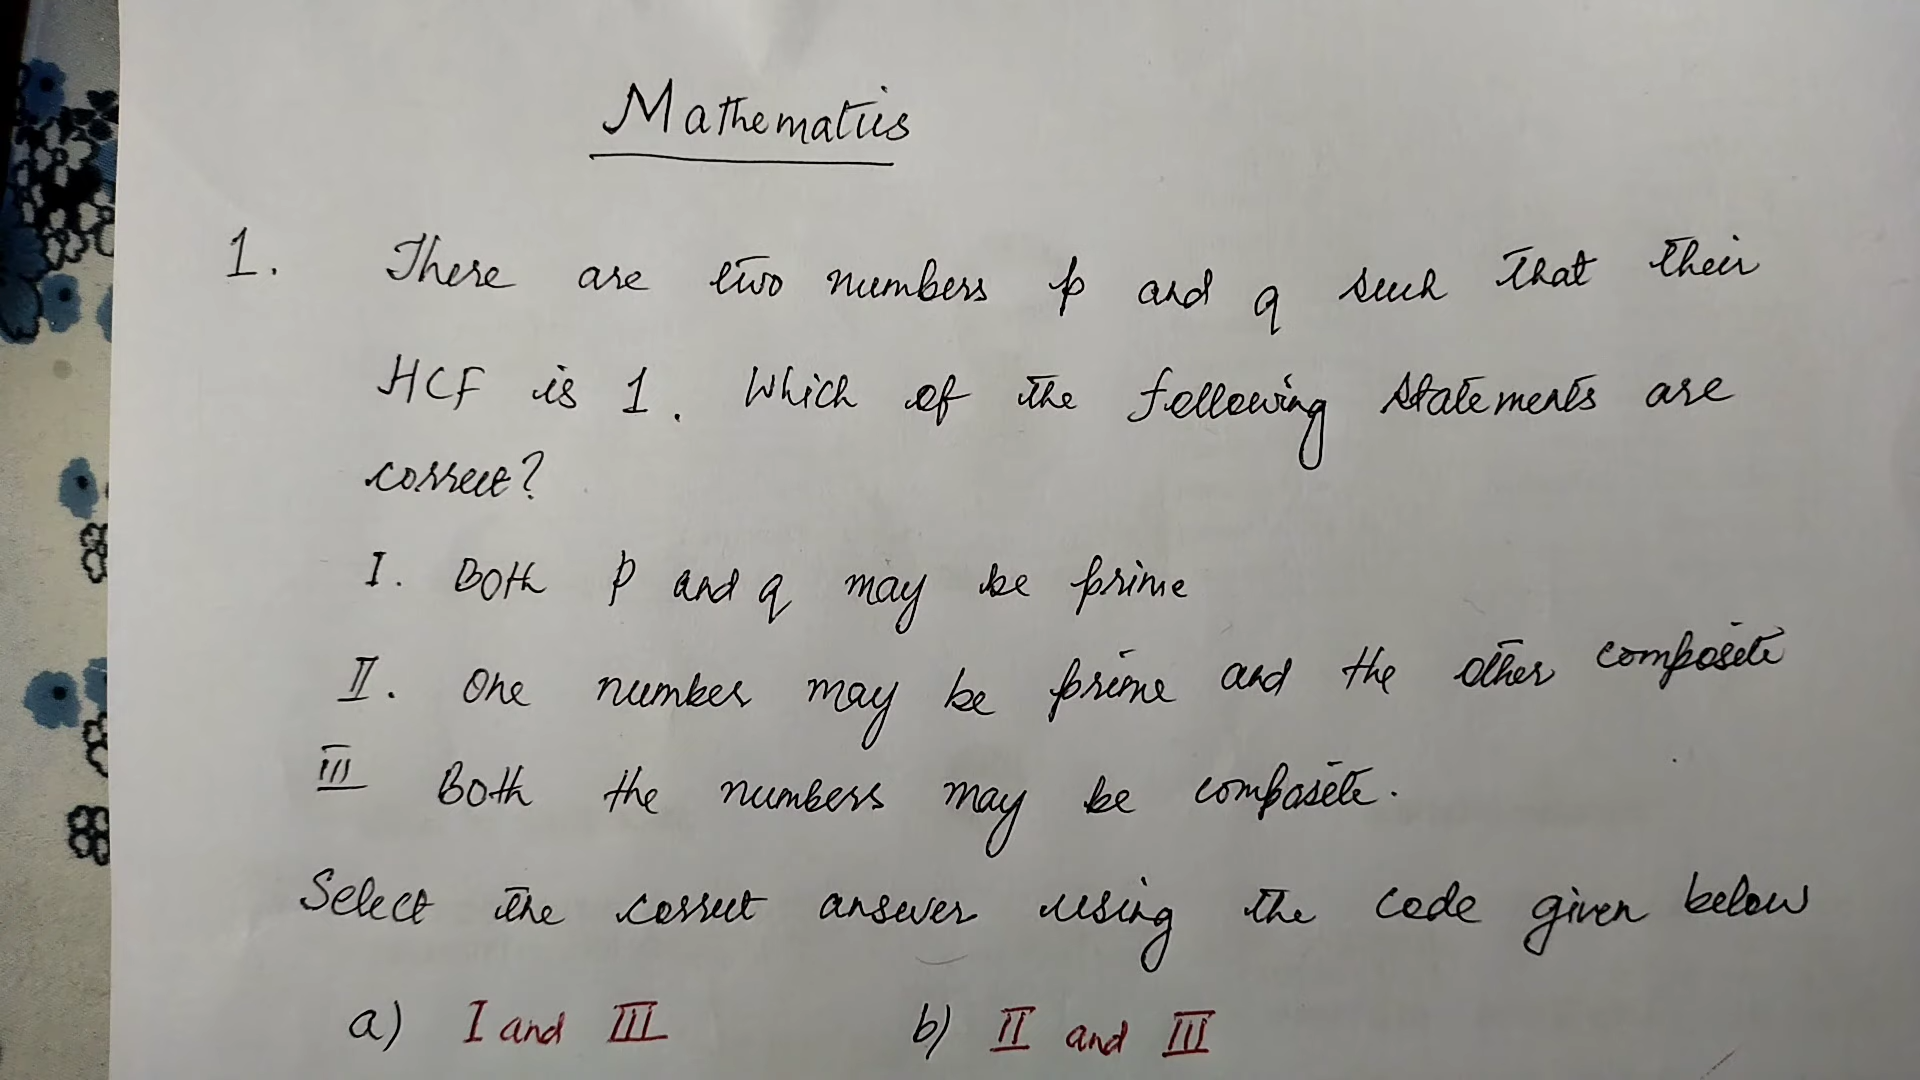 Mathematics
1. There are two numbers p and q such that their
HCF is 1. Which of the following statements are
correct?
I. Both p and q may be prime
II. One number may be prime and the other composite
III Both the numbers may be composite.
Select the correct answer using the code given below
a) I and III b) II and III